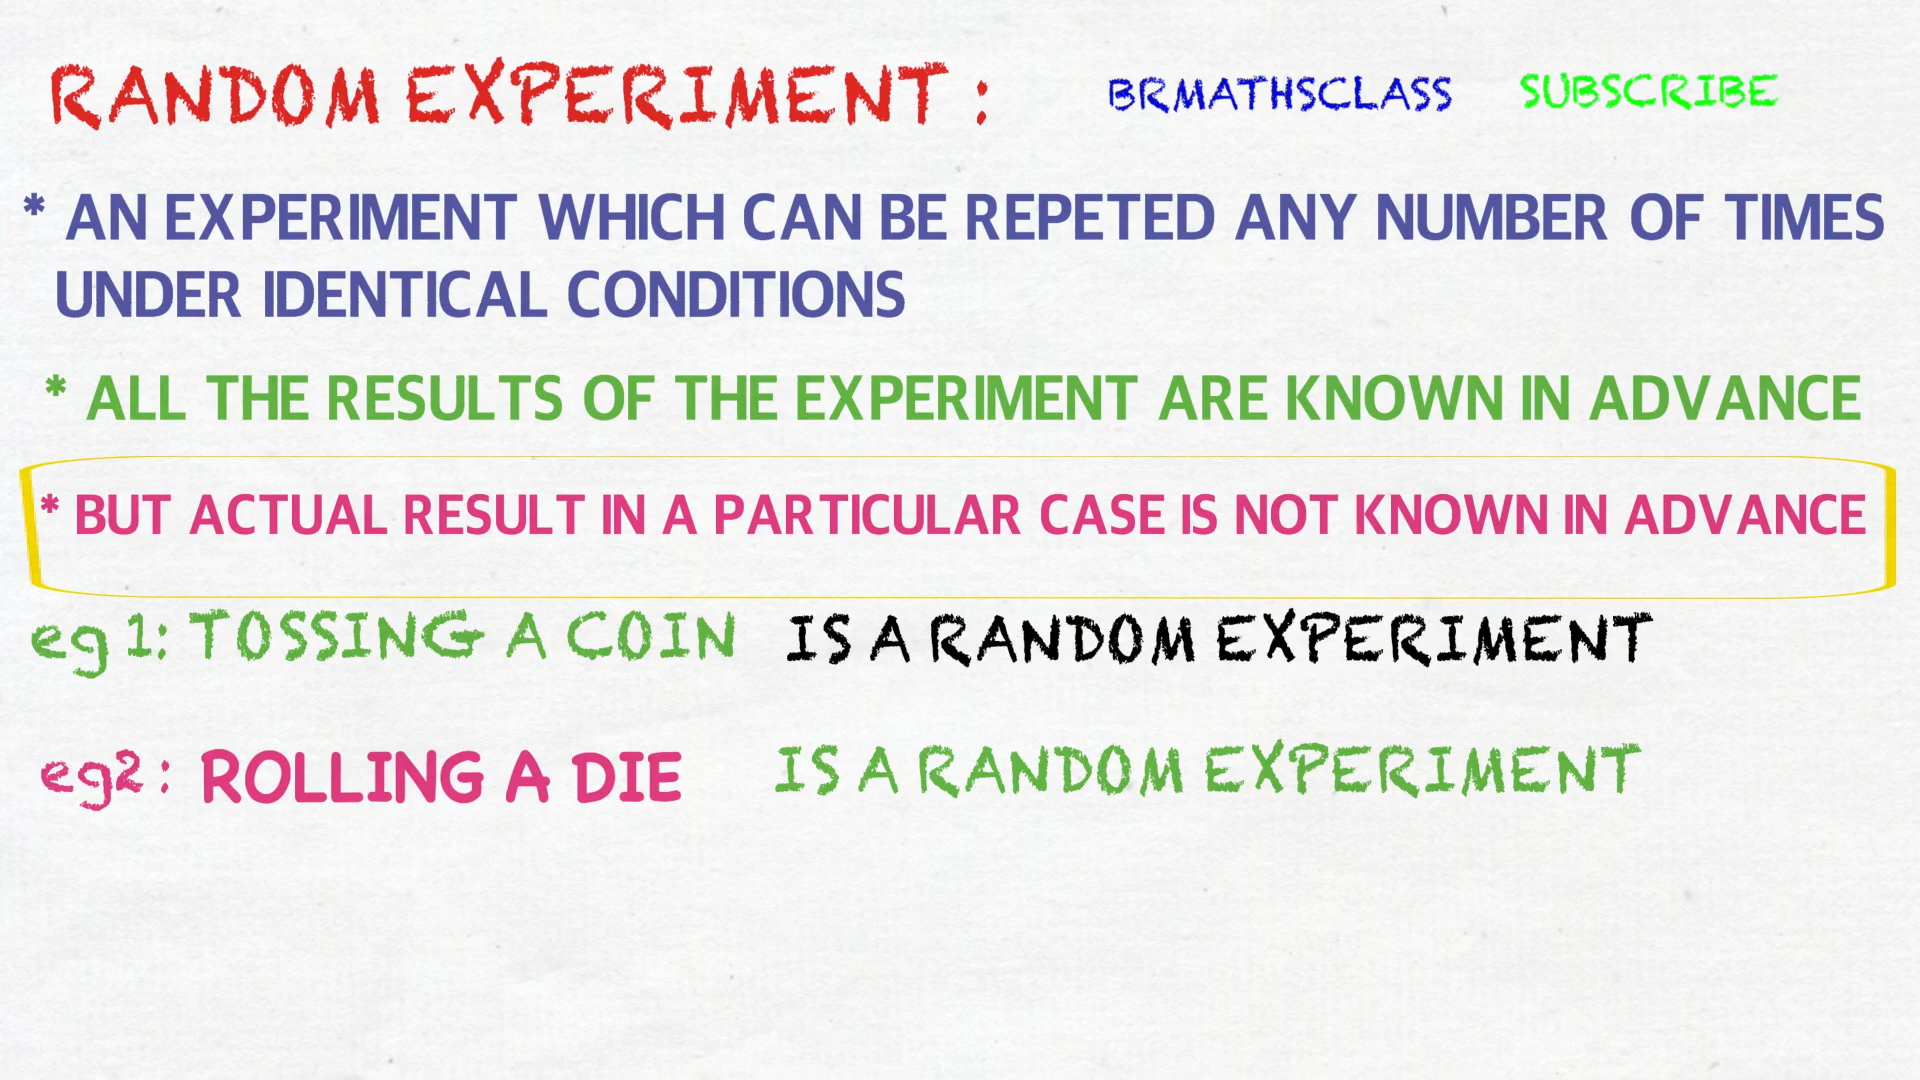 RANDOM EXPERIMENT : BRMATHSCLASS SUBSCRIBE
* AN EXPERIMENT WHICH CAN BE REPETED ANY NUMBER OF TIMES
UNDER IDENTICAL CONDITIONS
* ALL THE RESULTS OF THE EXPERIMENT ARE KNOWN IN ADVANCE
* BUT ACTUAL RESULT IN A PARTICULAR CASE IS NOT KNOWN IN ADVANCE
eg 1: TOSSING A COIN IS A RANDOM EXPERIMENT
eg2 : ROLLING A DIE IS A RANDOM EXPERIMENT